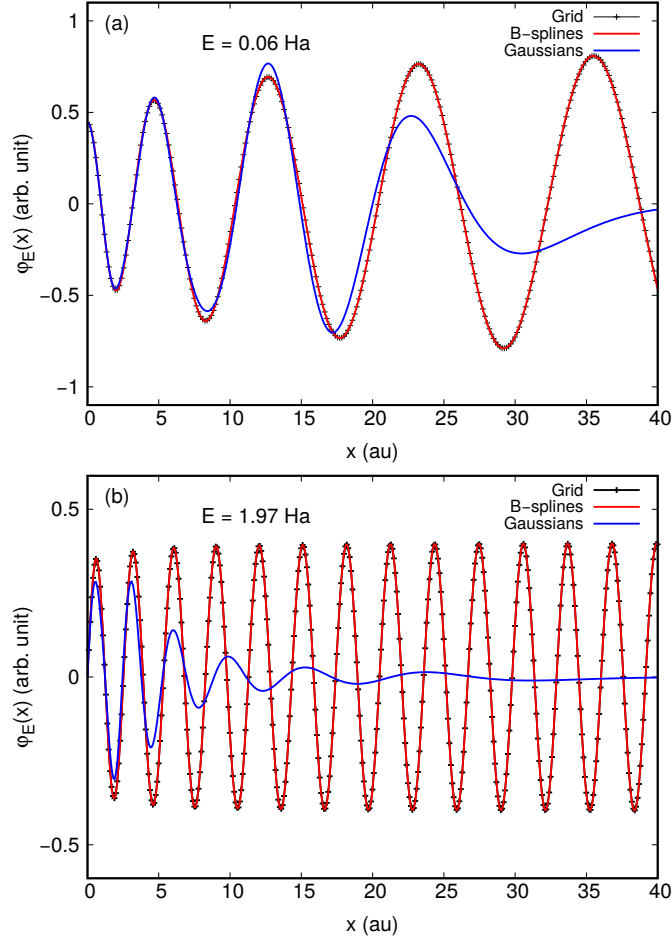 (a)
E = 0.06 Ha
Grid
B-splines
Gaussians
1
0.5
0
-0.5
-1
φE(x) (arb. unit)
0 5 10 15 20 25 30 35 40
x (au)
(b)
E = 1.97 Ha
Grid
B-splines
Gaussians
0.5
0
-0.5
φE(x) (arb. unit)
0 5 10 15 20 25 30 35 40
x (au)